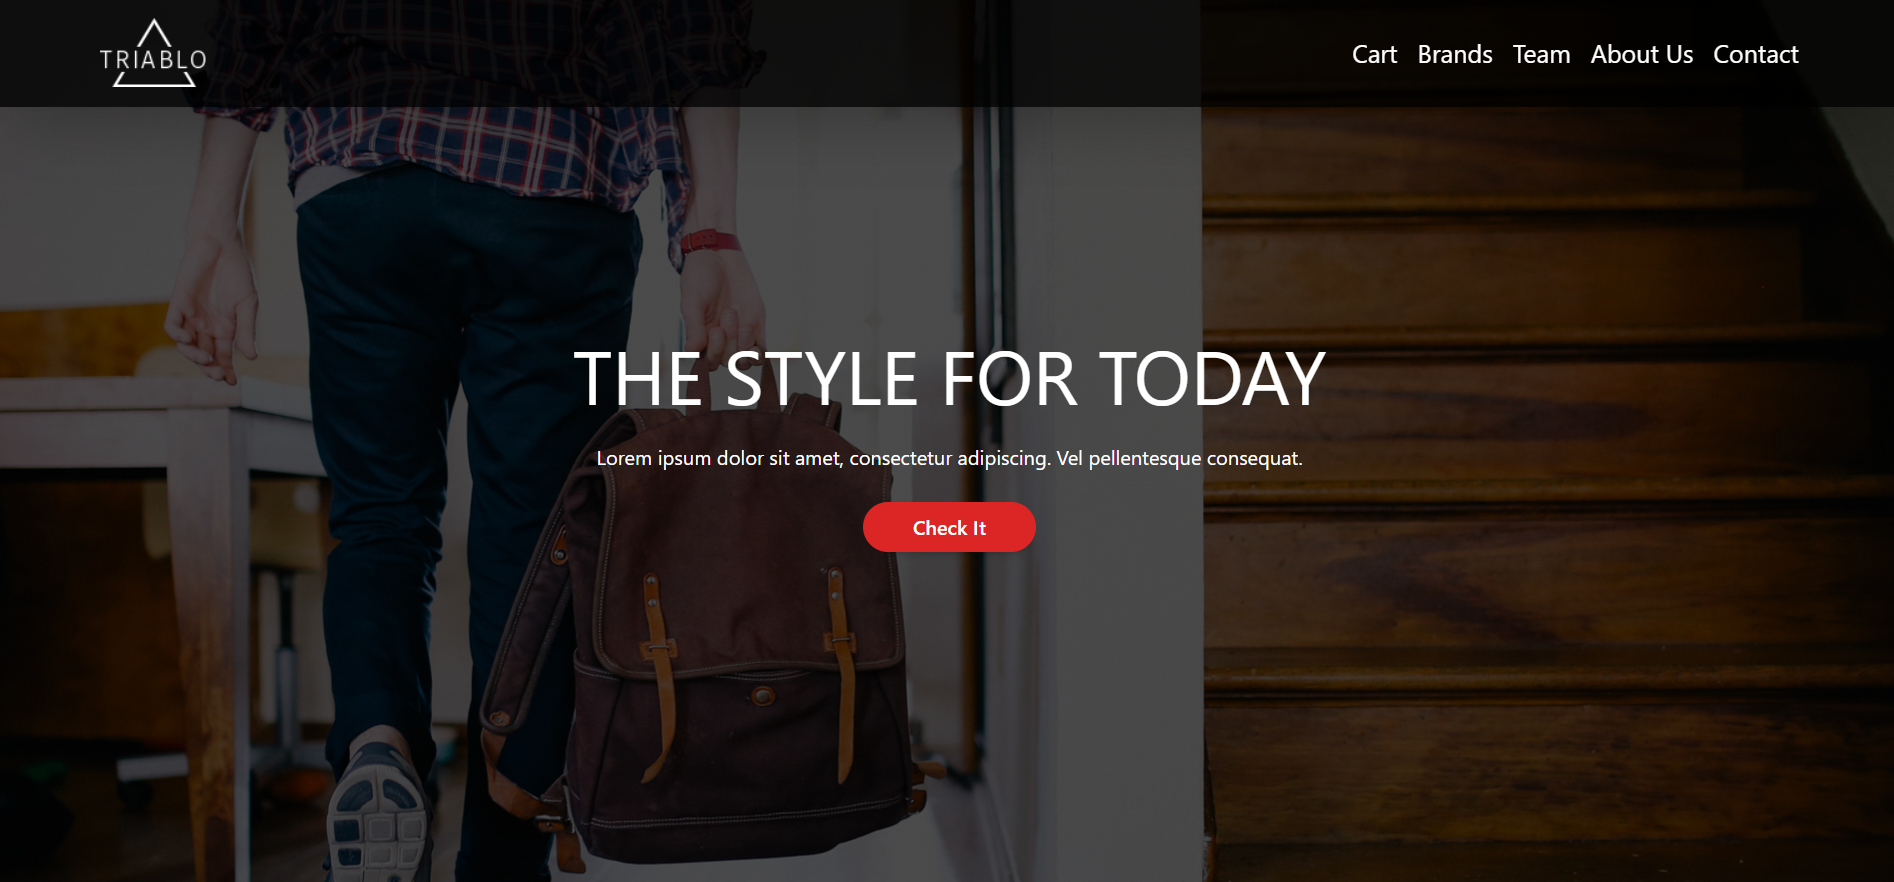 TRIABLO
Cart Brands Team About Us Contact
THE STYLE FOR TODAY
Lorem ipsum dolor sit amet, consectetur adipiscing. Vel pellentesque consequat.
Check It